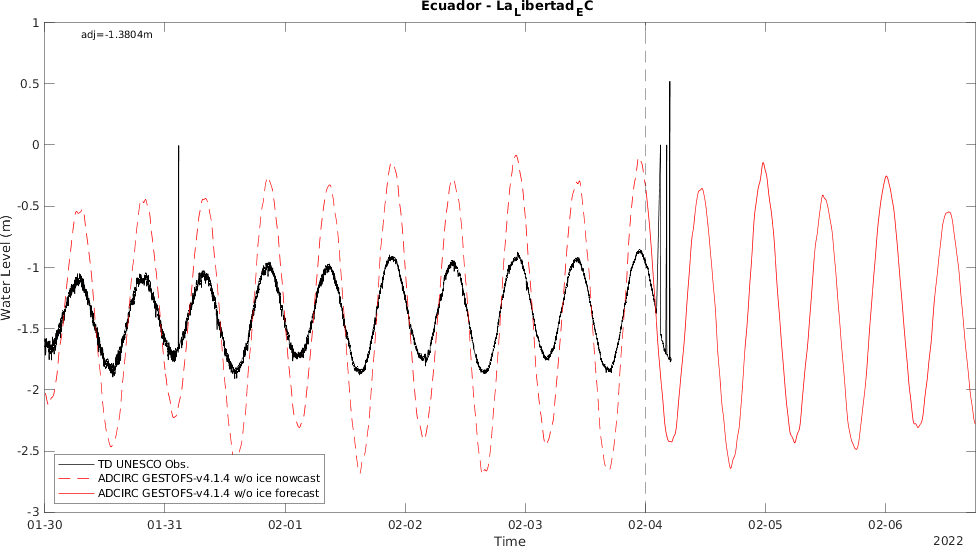 Ecuador - La_Libertad_EC
adj=-1.3804m
1
0.5
0
-0.5
-1
-1.5
-2
-2.5
-3
Water Level (m)
TD UNESCO Obs.
ADCIRC GESTOFS-v4.1.4 w/o ice nowcast
ADCIRC GESTOFS-v4.1.4 w/o ice forecast
01-30 01-31 02-01 02-02 02-03 02-04 02-05 02-06
Time
2022